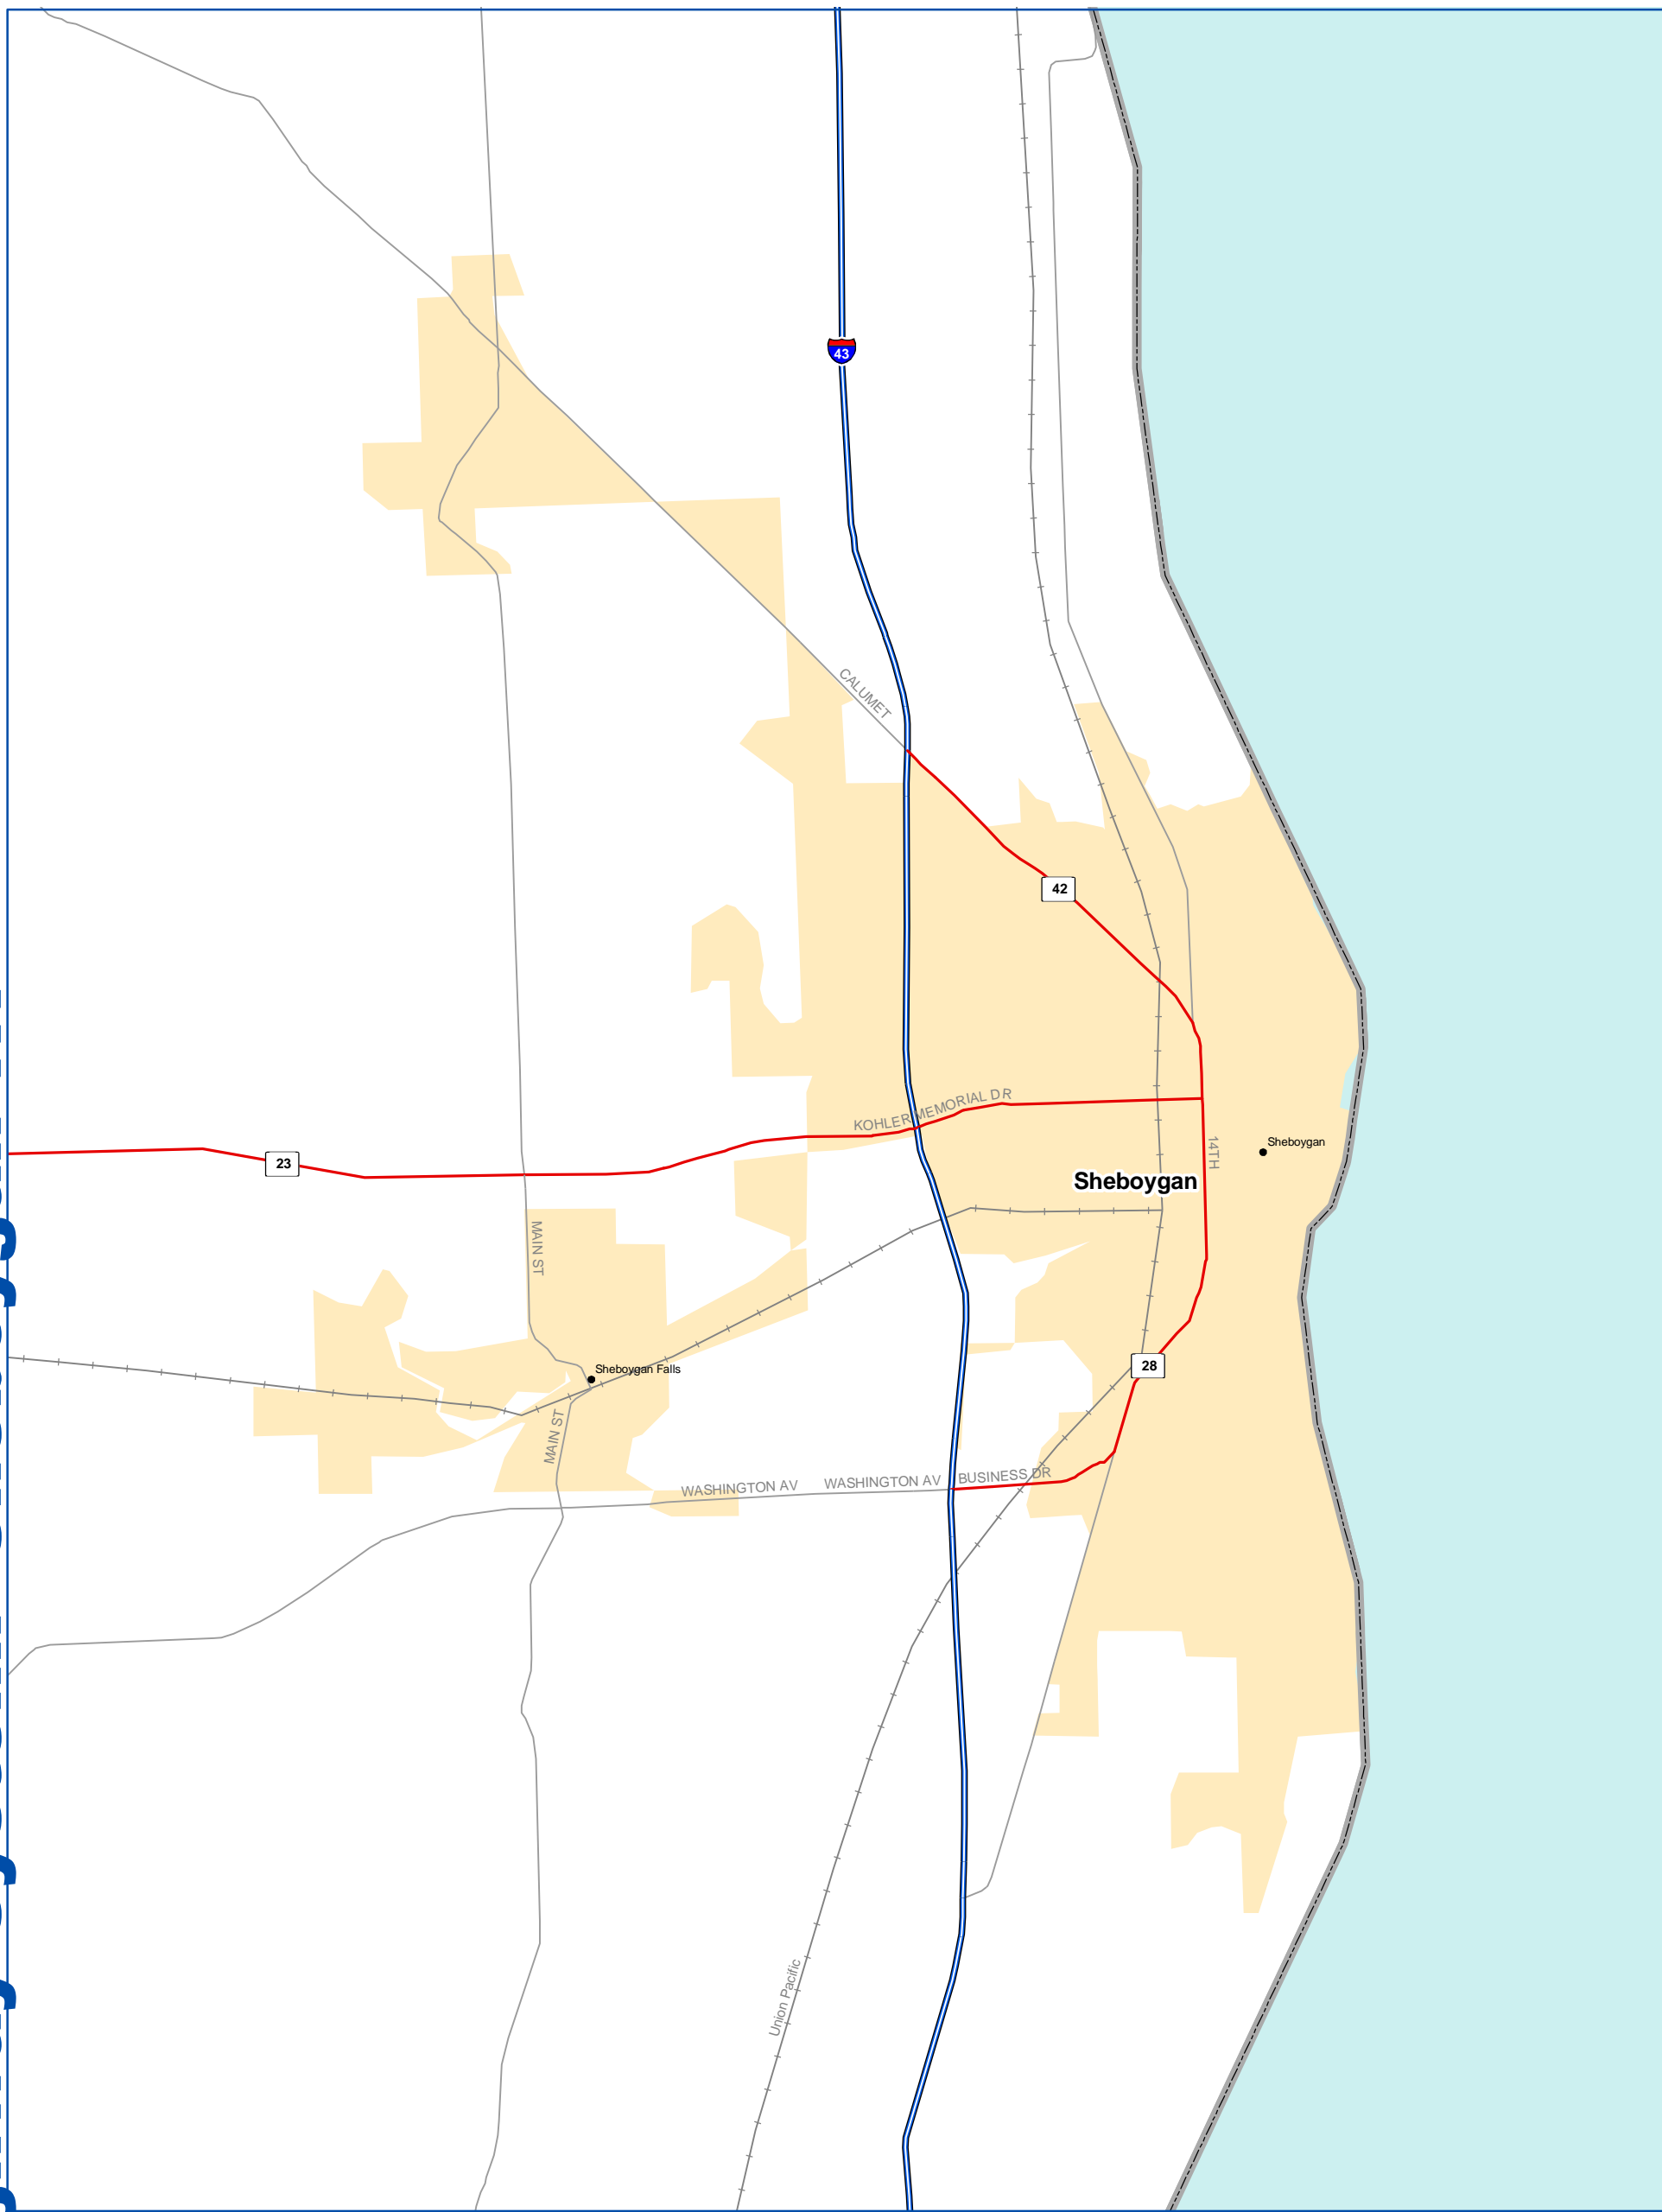 43
CALUMET
42
KOHLER MEMORIAL DR
14TH
Sheboygan
23
Sheboygan
MAIN ST
Sheboygan Falls
28
MAIN ST
WASHINGTON AV
WASHINGTON AV
BUSINESS DR
Union Pacific